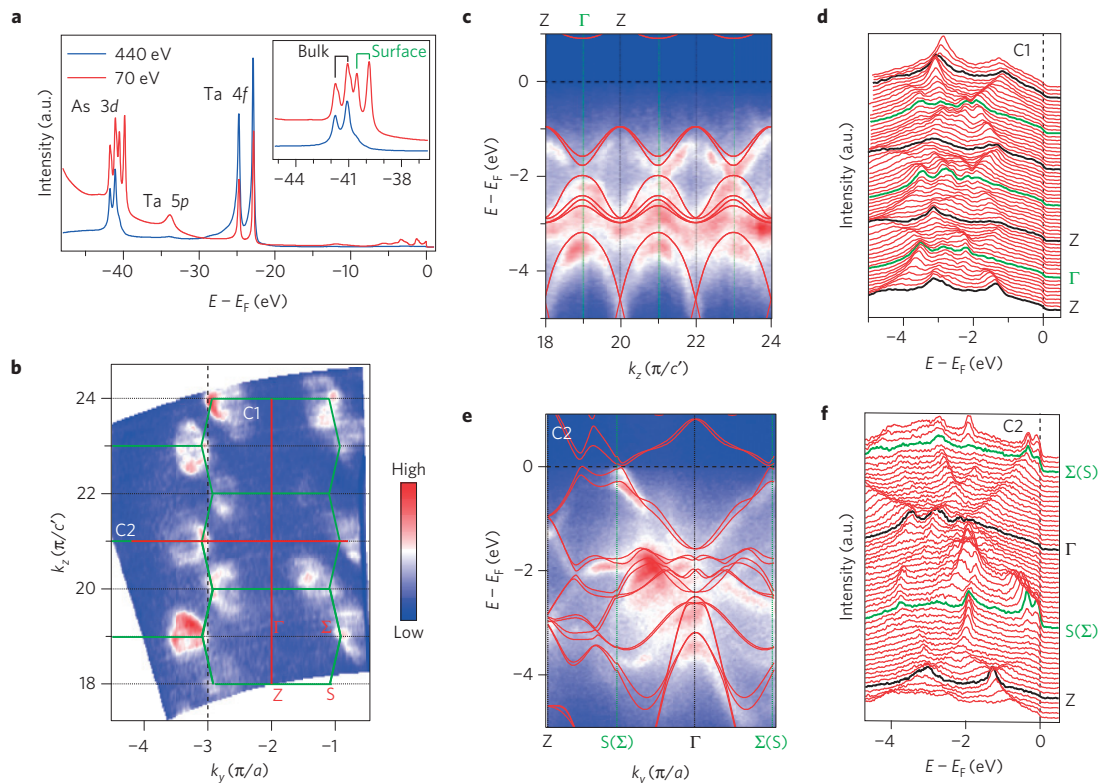 a
440 eV
70 eV
As 3d
Ta 5p
Ta 4f
Bulk
Surface
−44
−41
−38
Intensity (a.u.)
−40
−30
−20
−10
0
E − EF (eV)
b
C1
C2
Γ
Σ
Z
S
24
22
20
18
kz (π/c′)
−4
−3
−2
−1
ky (π/a)
High
Low
c
Z
Γ
Z
0
−2
−4
E − EF (eV)
18
20
22
24
kz (π/c′)
d
C1
Z
Γ
Z
Intensity (a.u.)
−4
−2
0
E − EF (eV)
e
C2
0
−2
−4
E − EF (eV)
Z
S(Σ)
Γ
Σ(S)
ky (π/a)
f
C2
Σ(S)
Γ
S(Σ)
Z
Intensity (a.u.)
−4
−2
0
E − EF (eV)